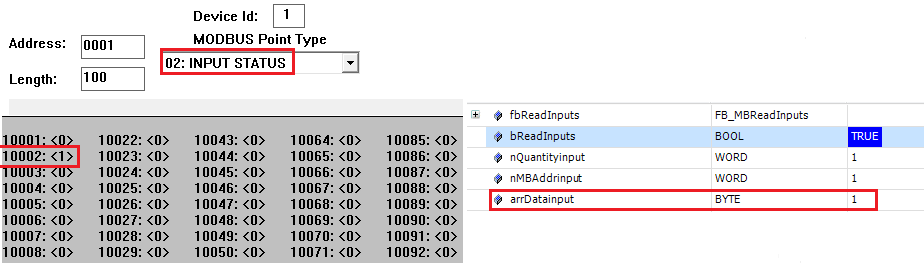 Device Id: 1
Address: 0001
MODBUS Point Type
02: INPUT STATUS
Length: 100
10001: <0> 10022: <0> 10043: <0> 10064: <0> 10085: <0>
10002: <1> 10023: <0> 10044: <0> 10065: <0> 10086: <0>
10003: <0> 10024: <0> 10045: <0> 10066: <0> 10087: <0>
10004: <0> 10025: <0> 10046: <0> 10067: <0> 10088: <0>
10005: <0> 10026: <0> 10047: <0> 10068: <0> 10089: <0>
10006: <0> 10027: <0> 10048: <0> 10069: <0> 10090: <0>
10007: <0> 10028: <0> 10049: <0> 10070: <0> 10091: <0>
10008: <0> 10029: <0> 10050: <0> 10071: <0> 10092: <0>
fbReadInputs FB_MBReadInputs
bReadInputs BOOL TRUE
nQuantityinput WORD 1
nMBAddrinput WORD 1
arrDatainput BYTE 1